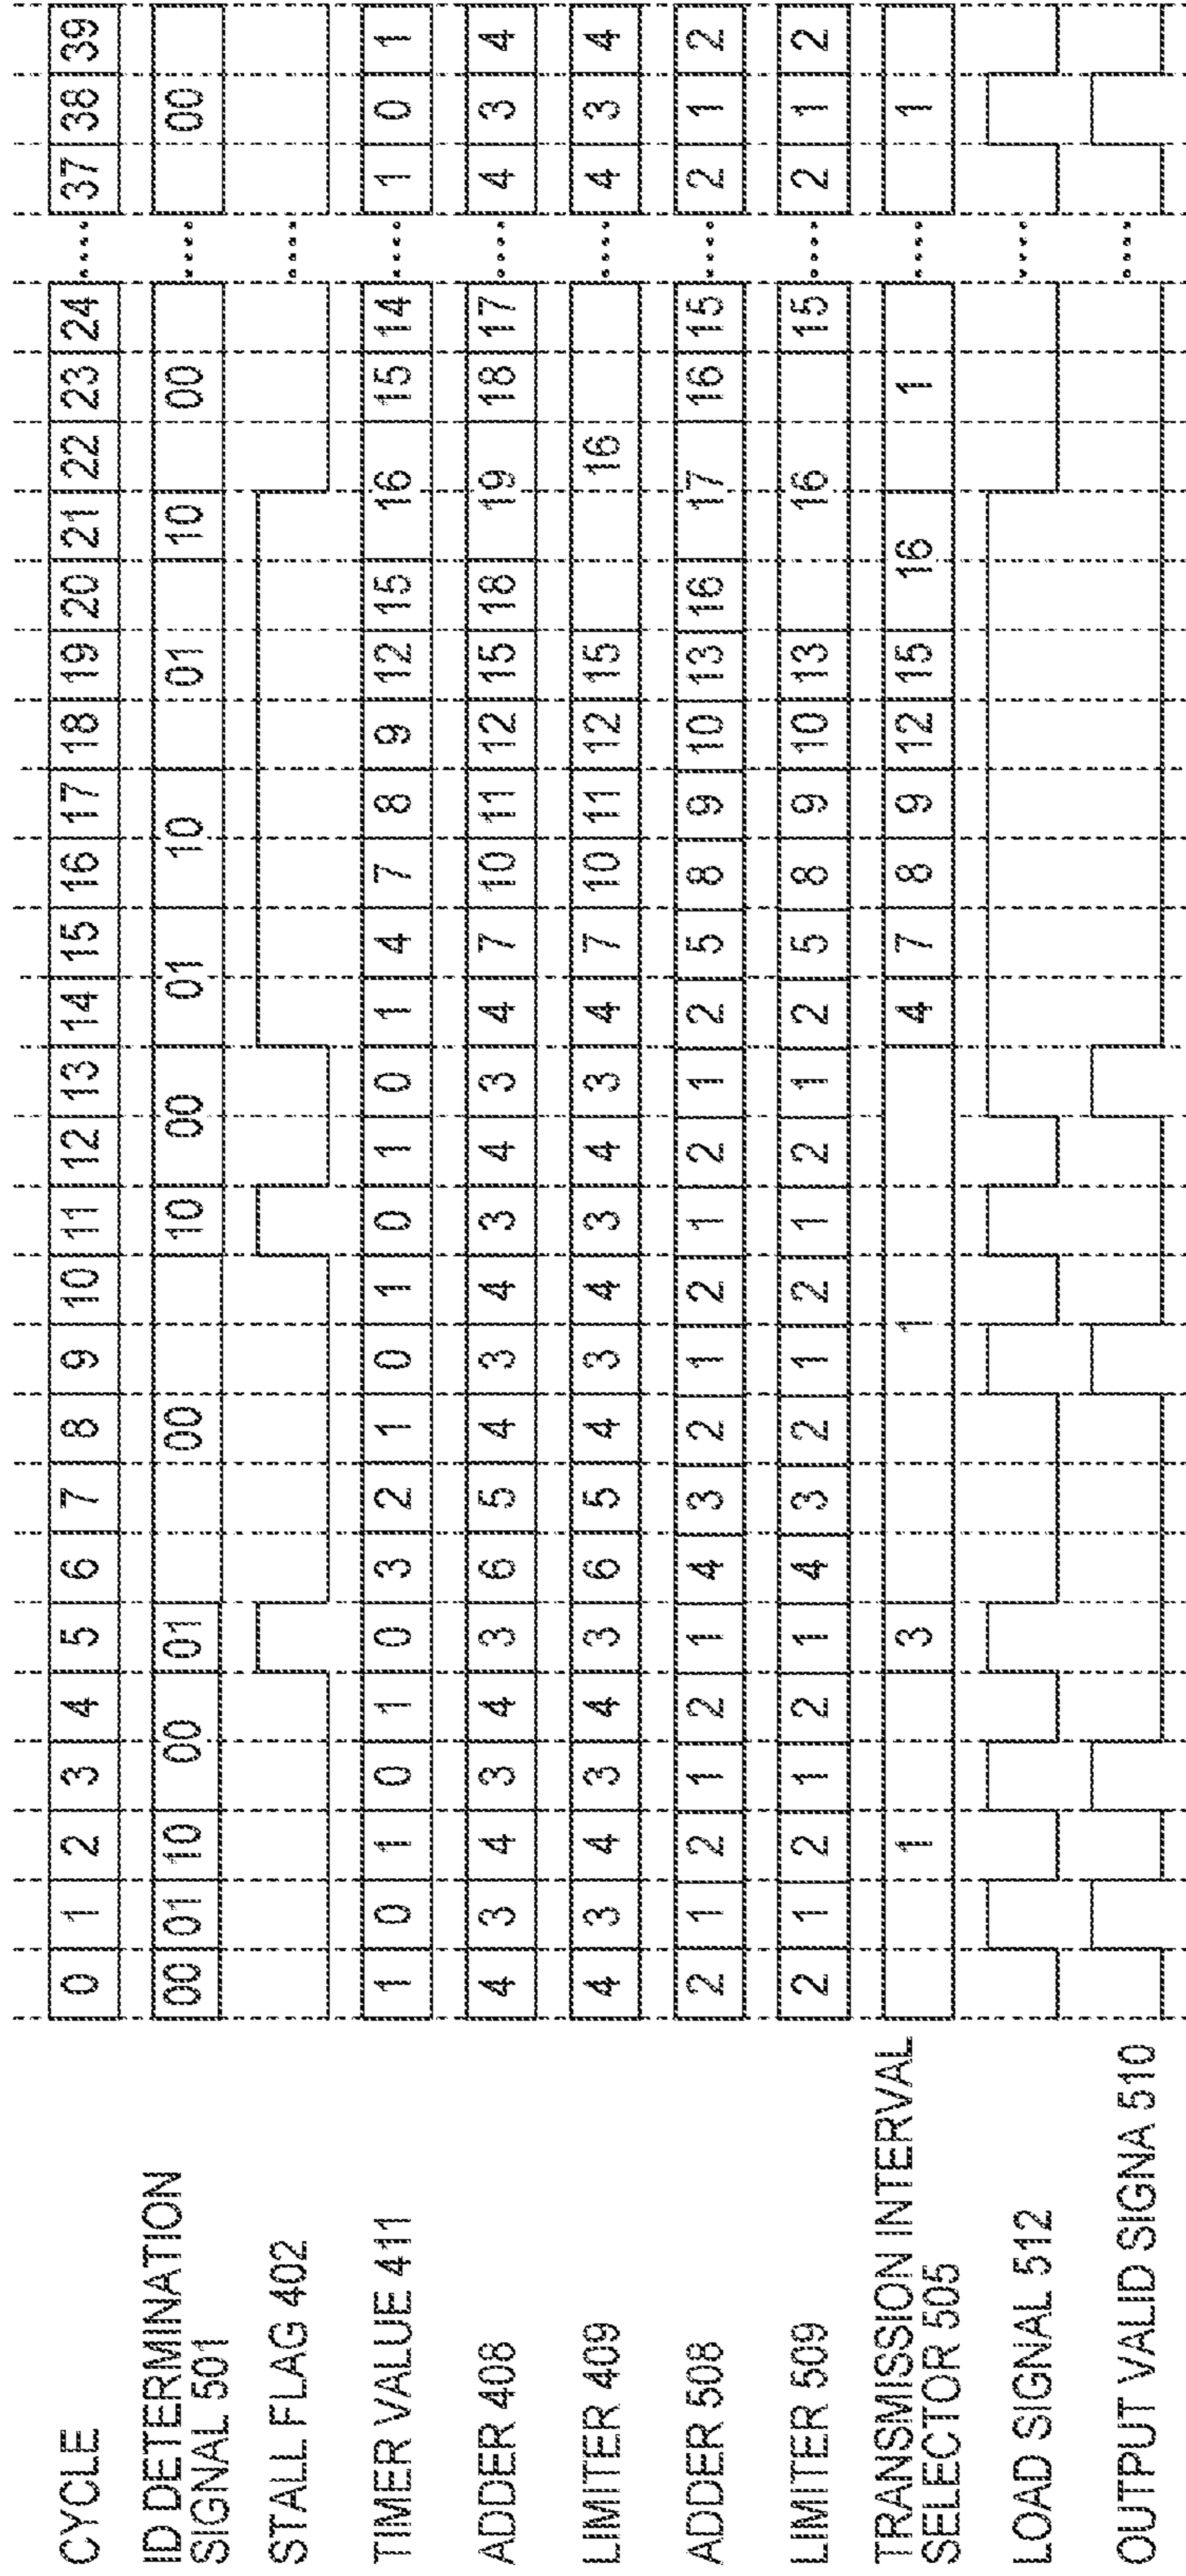 CYCLE 0 1 2 3 4 5 6 7 8 9 10 11 12 13 14 15 16 17 18 19 20 21 22 23 24 37 38 39
ID DETERMINATION
SIGNAL 501 00 01 10 00 01 00 10 00 01 10 01 10 00 00
STALL FLAG 402
TIMER VALUE 411 1 0 1 0 1 0 3 2 1 0 1 0 1 0 1 4 7 8 9 12 15 16 15 14 1 0 1
ADDER 408 4 3 4 3 4 3 6 5 4 3 4 3 4 3 4 7 10 11 12 15 18 19 18 17 4 3 4
LIMITER 409 4 3 4 3 4 3 6 5 4 3 4 3 4 3 4 7 10 11 12 15 16 4 3 4
ADDER 508 2 1 2 1 2 1 4 3 2 1 2 1 2 1 2 5 8 9 10 13 16 17 16 15 2 1 2
LIMITER 509 2 1 2 1 2 1 4 3 2 1 2 1 2 1 2 5 8 9 10 13 16 15 2 1 2
TRANSMISSION INTERVAL
SELECTOR 505 1 3 1 4 7 8 9 12 15 16 1 1
LOAD SIGNAL 512
OUTPUT VALID SIGNA 510